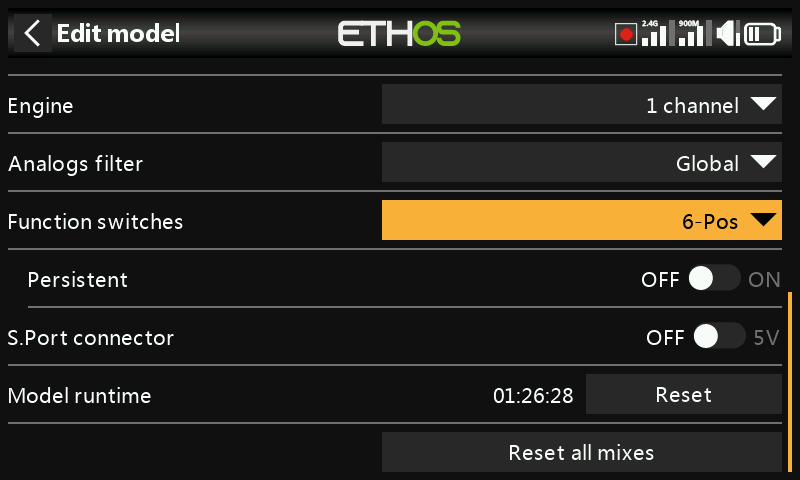 Edit model
ETHOS
2.4G
900M
Engine
1 channel
Analogs filter
Global
Function switches
6-Pos
Persistent
OFF
ON
S.Port connector
OFF
5V
Model runtime
01:26:28
Reset
Reset all mixes